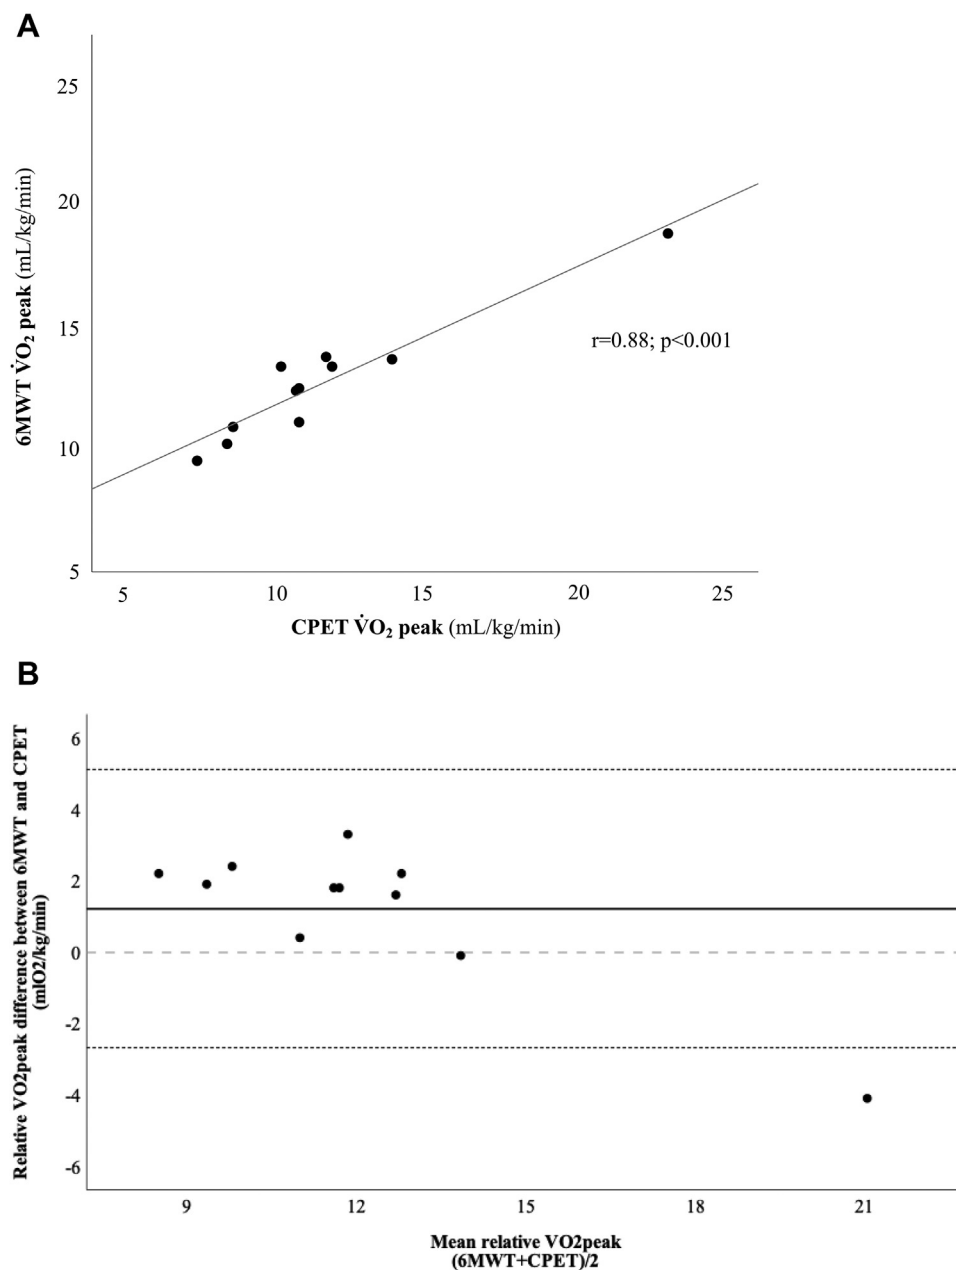 A
25
20
15
10
5
6MWT V̇O₂ peak (mL/kg/min)
r=0.88; p<0.001
5 10 15 20 25
CPET V̇O₂ peak (mL/kg/min)
B
6
4
2
0
-2
-4
-6
Relative VO2peak difference between 6MWT and CPET
(mlO2/kg/min)
9 12 15 18 21
Mean relative VO2peak
(6MWT+CPET)/2